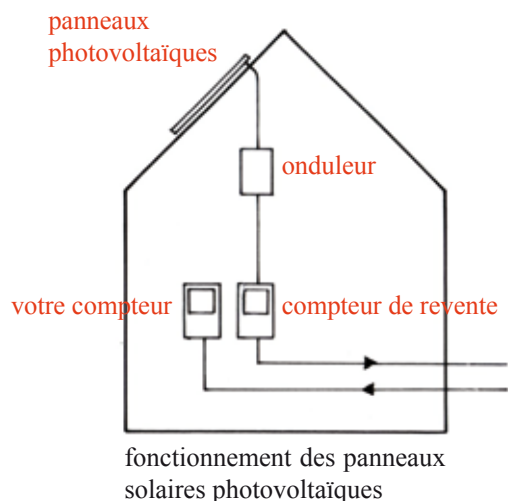 panneaux
photovoltaïques
onduleur
votre compteur
compteur de revente
fonctionnement des panneaux
solaires photovoltaïques